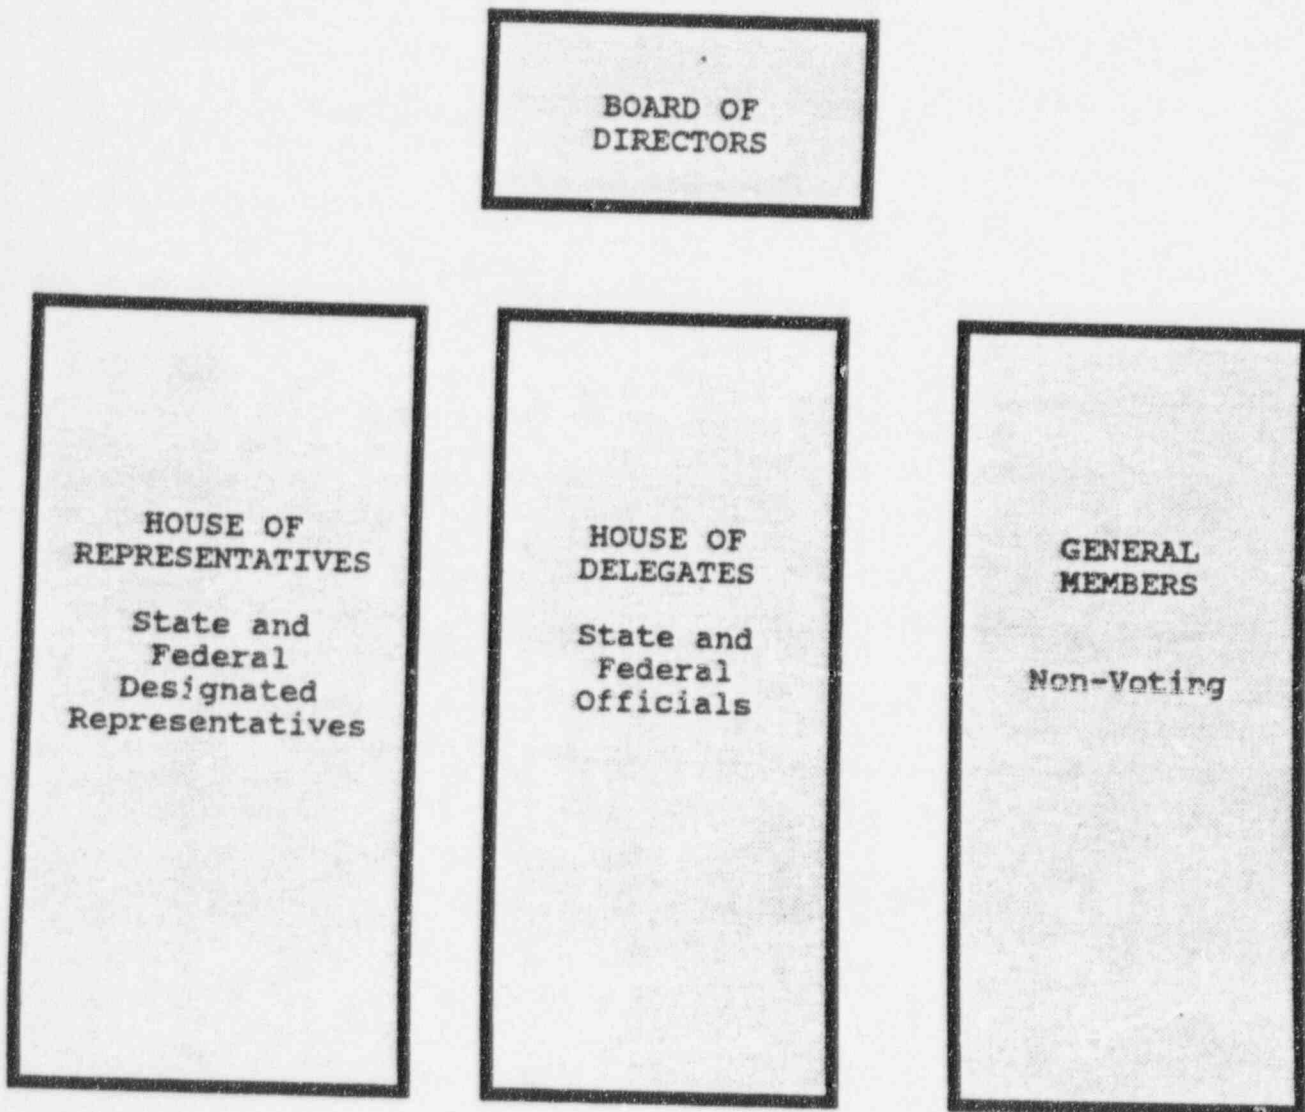 BOARD OF
DIRECTORS
HOUSE OF
REPRESENTATIVES
State and
Federal
Designated
Representatives
HOUSE OF
DELEGATES
State and
Federal
Officials
GENERAL
MEMBERS
Non-Voting